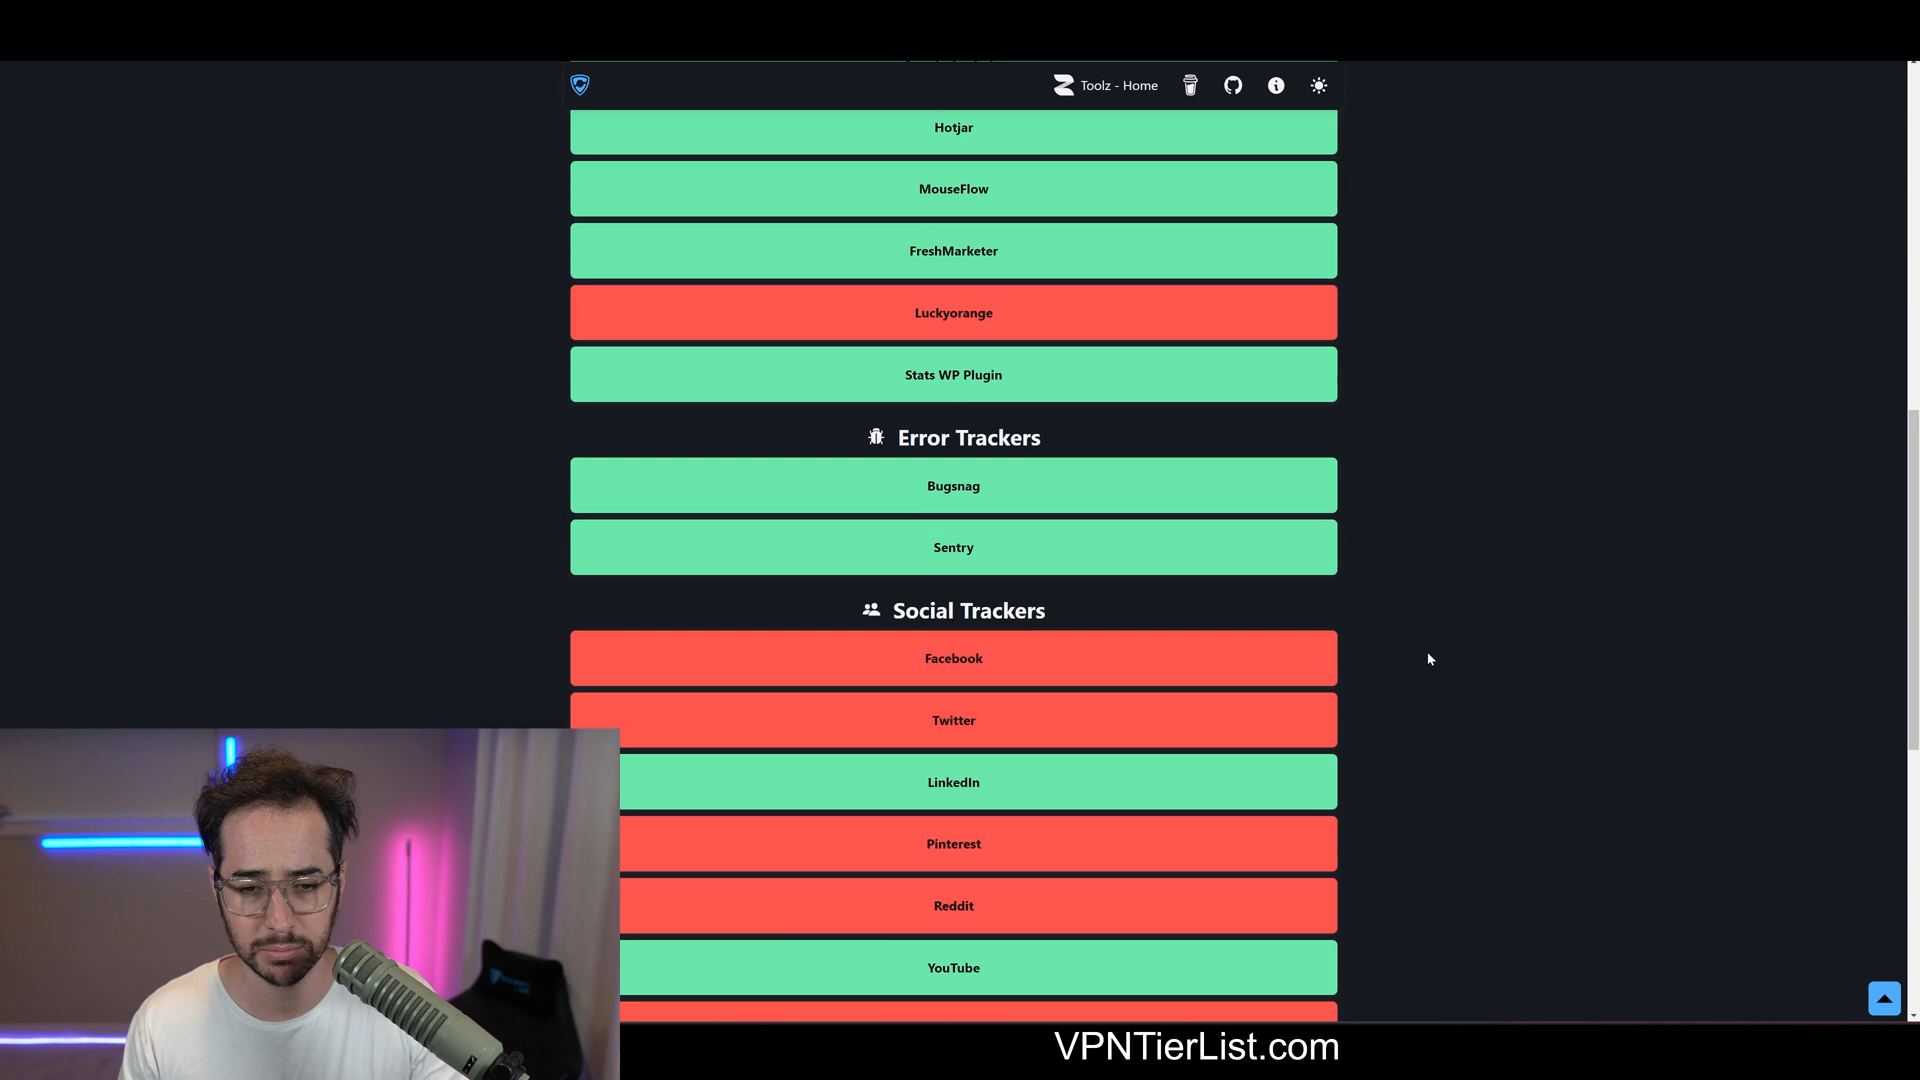 Toolz - Home
Hotjar
MouseFlow
FreshMarketer
Luckyorange
Stats WP Plugin
Error Trackers
Bugsnag
Sentry
Social Trackers
Facebook
Twitter
LinkedIn
Pinterest
Reddit
YouTube
VPNTierList.com